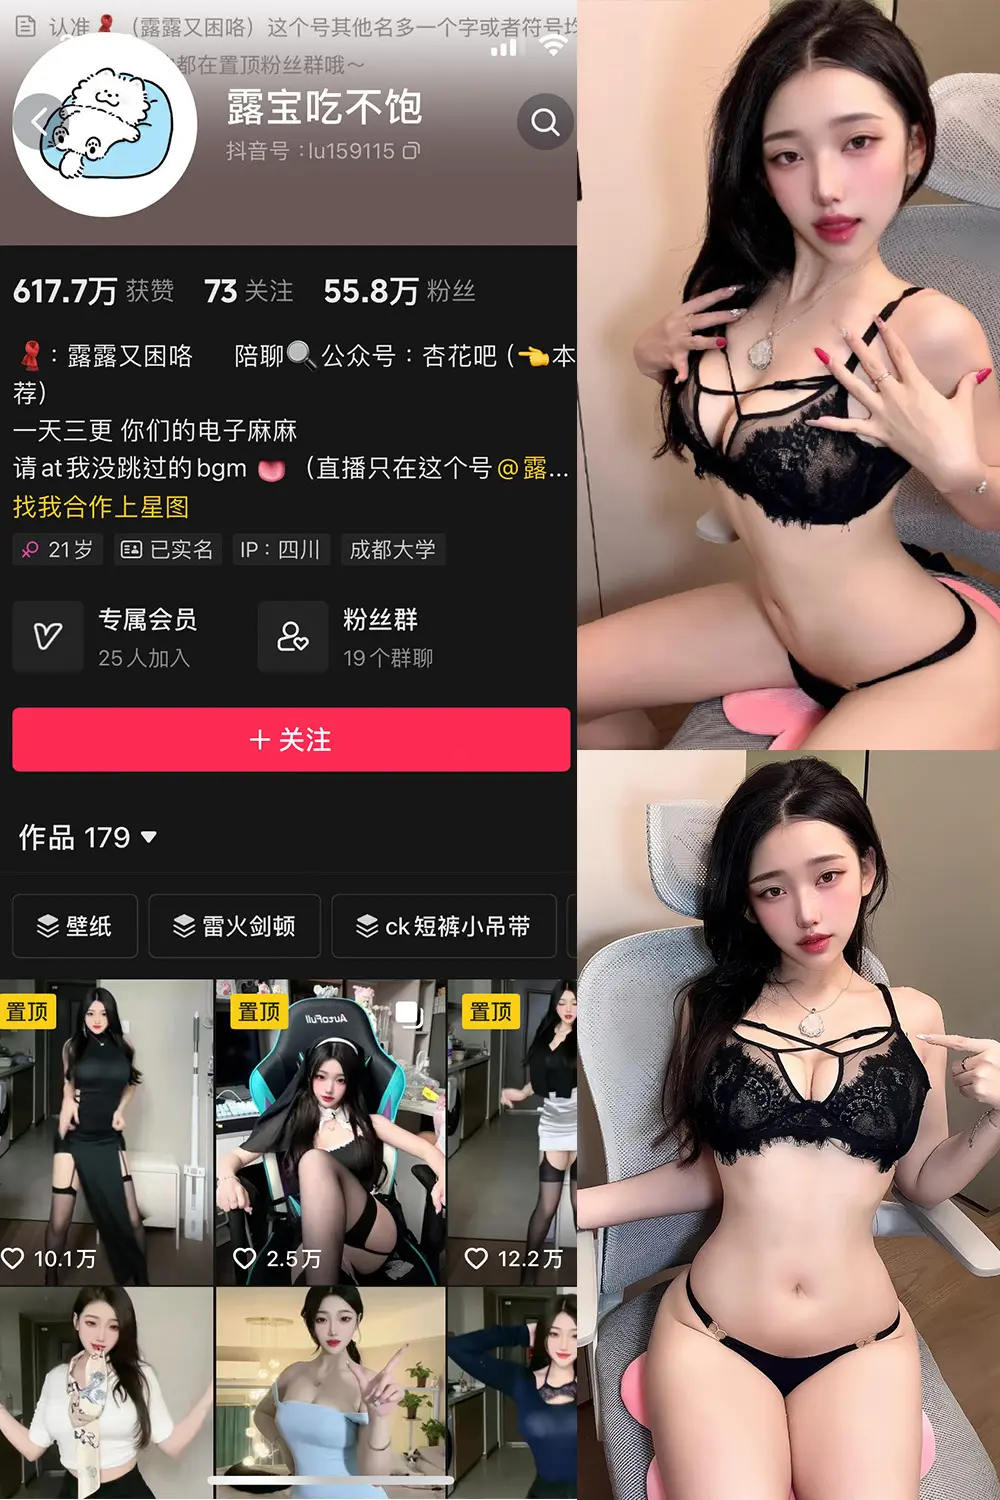 认准🧣（露露又困咯）这个号其他名多一个字或者符号均
都在置顶粉丝群哦～
露宝吃不饱
抖音号：lu159115
617.7万 获赞 73 关注 55.8万 粉丝
🧣：露露又困咯 陪聊🔍公众号：杏花吧（👈本
荐）
一天三更 你们的电子麻麻
请at我没跳过的bgm 👅（直播只在这个号@露...
找我合作上星图
21岁 已实名 IP：四川 成都大学
专属会员 粉丝群
25人加入 19个群聊
＋关注
作品 179
壁纸 雷火剑顿 ck短裤小吊带
置顶 置顶 置顶
AutoFull
10.1万 2.5万 12.2万